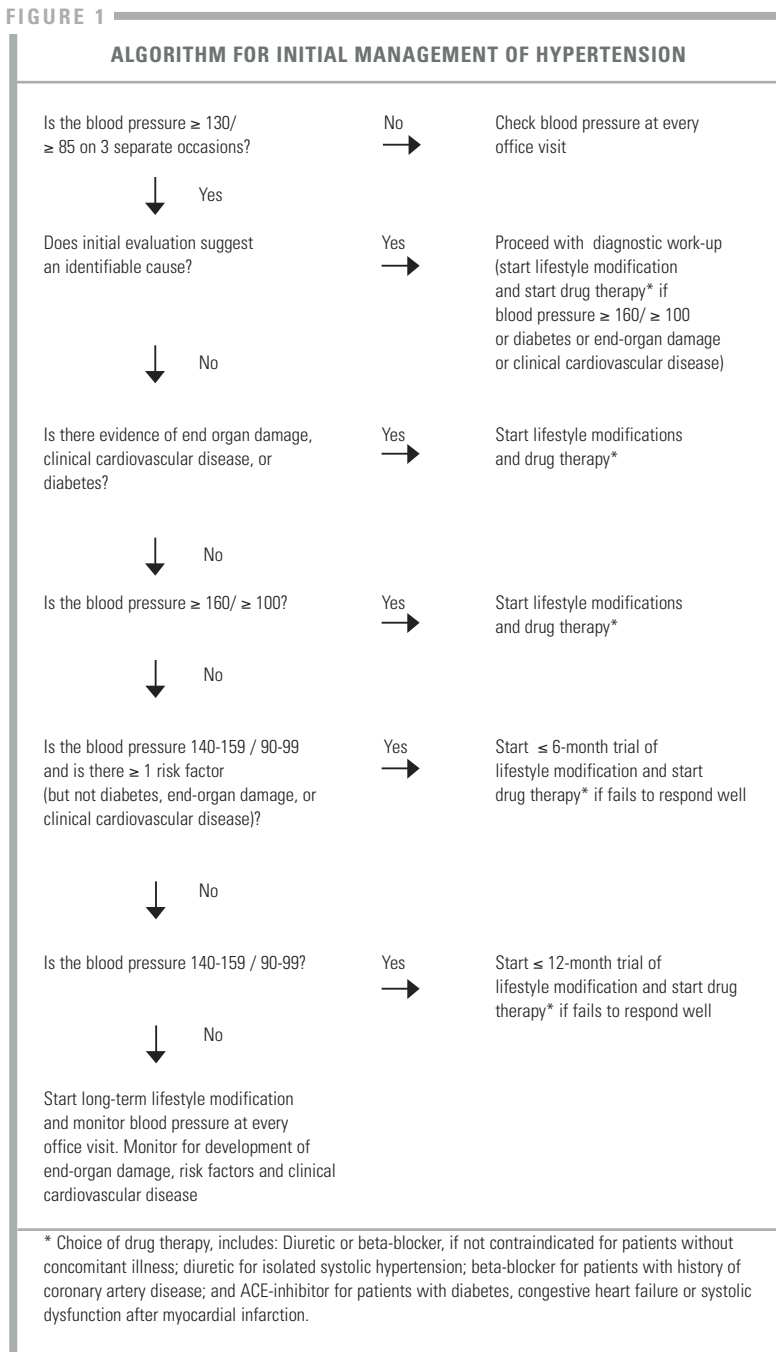 FIGURE 1
ALGORITHM FOR INITIAL MANAGEMENT OF HYPERTENSION
Is the blood pressure ≥ 130/
≥ 85 on 3 separate occasions?
No
Check blood pressure at every
office visit
Yes
Does initial evaluation suggest
an identifiable cause?
Yes
Proceed with diagnostic work-up
(start lifestyle modification
and start drug therapy* if
blood pressure ≥ 160/ ≥ 100
or diabetes or end-organ damage
or clinical cardiovascular disease)
No
Is there evidence of end organ damage,
clinical cardiovascular disease, or
diabetes?
Yes
Start lifestyle modifications
and drug therapy*
No
Is the blood pressure ≥ 160/ ≥ 100?
Yes
Start lifestyle modifications
and drug therapy*
No
Is the blood pressure 140-159 / 90-99
and is there ≥ 1 risk factor
(but not diabetes, end-organ damage, or
clinical cardiovascular disease)?
Yes
Start ≤ 6-month trial of
lifestyle modification and start
drug therapy* if fails to respond well
No
Is the blood pressure 140-159 / 90-99?
Yes
Start ≤ 12-month trial of
lifestyle modification and start drug
therapy* if fails to respond well
No
Start long-term lifestyle modification
and monitor blood pressure at every
office visit. Monitor for development of
end-organ damage, risk factors and clinical
cardiovascular disease
* Choice of drug therapy, includes: Diuretic or beta-blocker, if not contraindicated for patients without
concomitant illness; diuretic for isolated systolic hypertension; beta-blocker for patients with history of
coronary artery disease; and ACE-inhibitor for patients with diabetes, congestive heart failure or systolic
dysfunction after myocardial infarction.